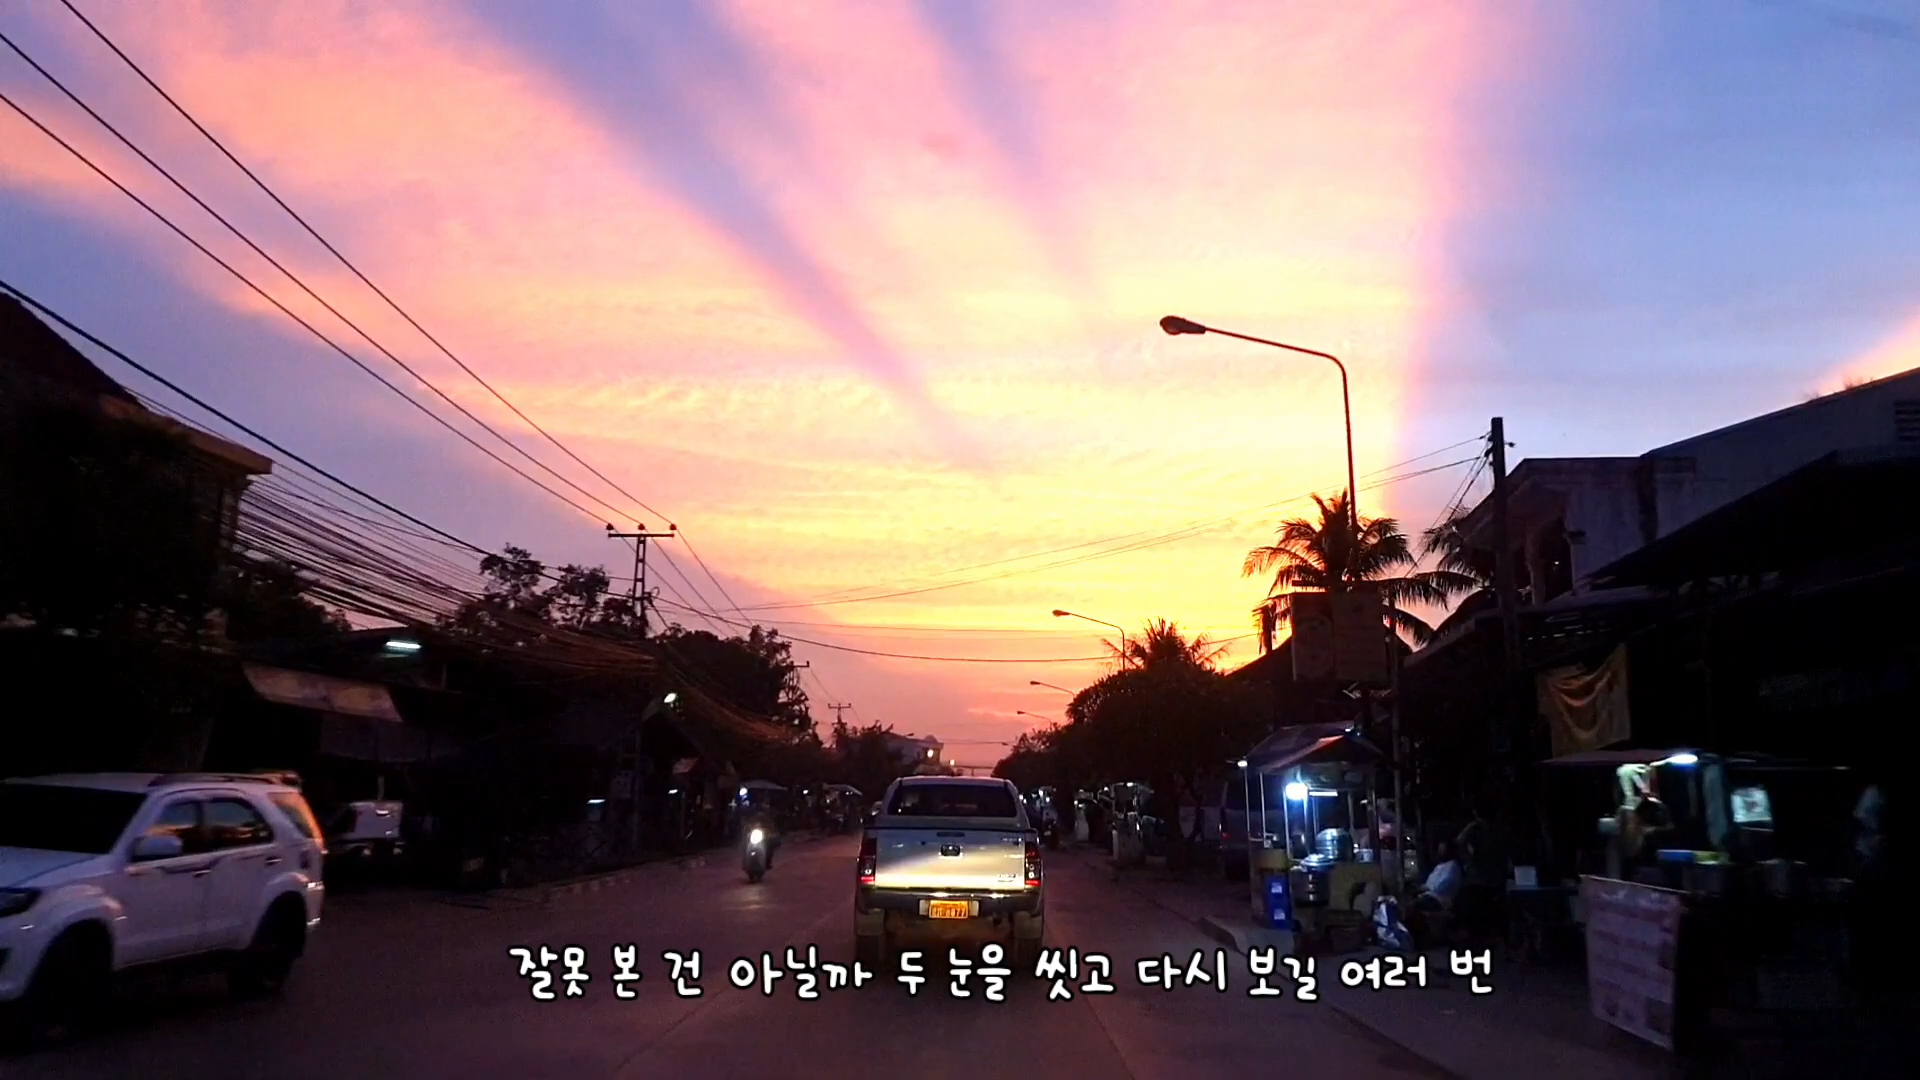 잘못 본 건 아닐까 두 눈을 씻고 다시 보길 여러 번